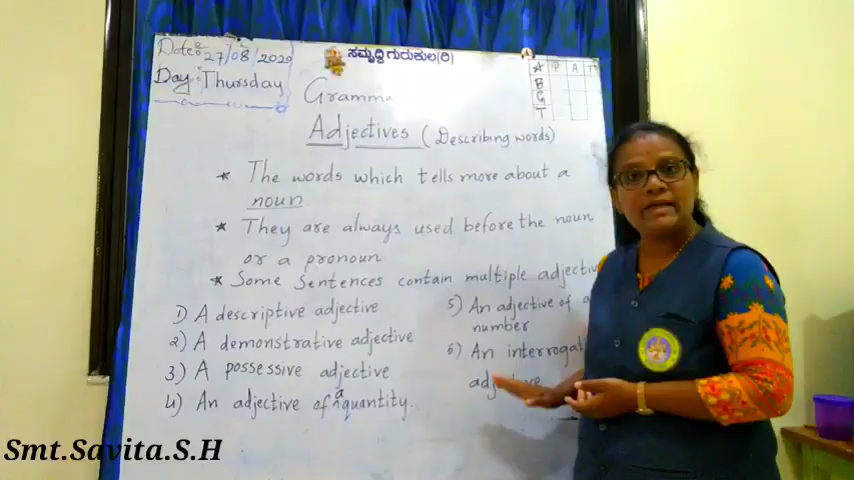 Date: 27/08/2020
ಸಮೃದ್ಧಿ ಗುರುಕುಲ (ರಿ)
Day: Thursday
P A T
B
G
T
Gramma
Adjectives (Describing words)
* The words which tells more about a
noun
* They are always used before the noun
or a pronoun
* Some Sentences contain multiple adjectiv
1) A descriptive adjective
2) A demonstrative adjective
3) A possessive adjective
4) An adjective of a quantity.
5) An adjective of a
number
6) An interrogat
adjective
Smt.Savita.S.H